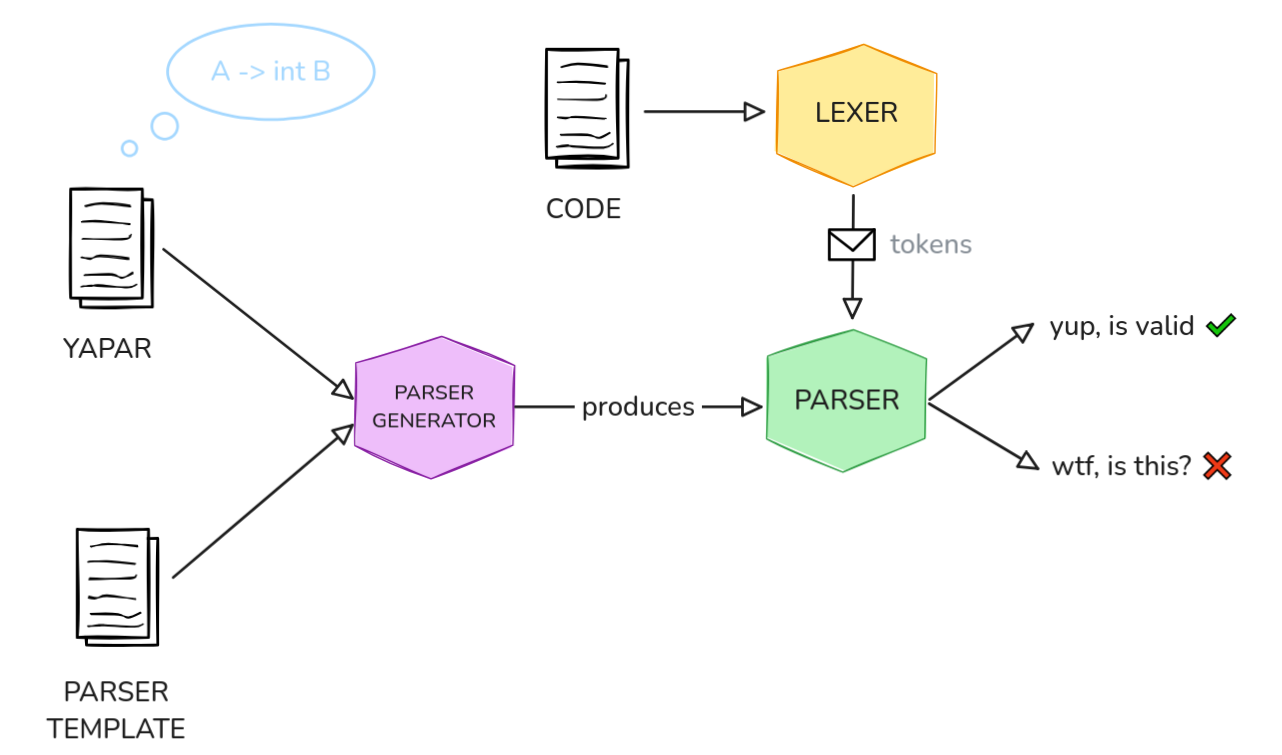 A -> int B
CODE
LEXER
tokens
YAPAR
PARSER
GENERATOR
produces
PARSER
yup, is valid
wtf, is this?
PARSER
TEMPLATE